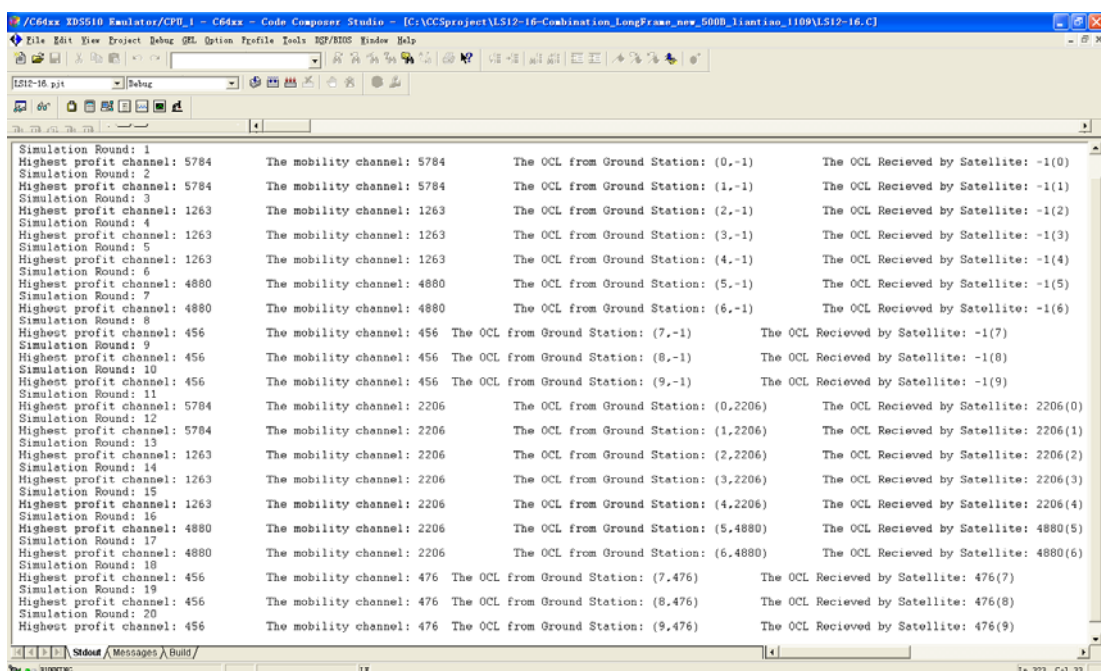 /C64xx XDS510 Emulator/CPU_1 - C64xx - Code Composer Studio - [C:\CCSproject\LS12-16-Combination_LongFrame_new_500B_liantiao_1109\LS12-16.C]
File Edit View Project Debug GEL Option Profile Tools DSP/BIOS Window Help
LS12-16.pjt Debug
Simulation Round: 1
Highest profit channel: 5784 The mobility channel: 5784 The OCL from Ground Station: (0,-1) The OCL Recieved by Satellite: -1(0)
Simulation Round: 2
Highest profit channel: 5784 The mobility channel: 5784 The OCL from Ground Station: (1,-1) The OCL Recieved by Satellite: -1(1)
Simulation Round: 3
Highest profit channel: 1263 The mobility channel: 1263 The OCL from Ground Station: (2,-1) The OCL Recieved by Satellite: -1(2)
Simulation Round: 4
Highest profit channel: 1263 The mobility channel: 1263 The OCL from Ground Station: (3,-1) The OCL Recieved by Satellite: -1(3)
Simulation Round: 5
Highest profit channel: 1263 The mobility channel: 1263 The OCL from Ground Station: (4,-1) The OCL Recieved by Satellite: -1(4)
Simulation Round: 6
Highest profit channel: 4880 The mobility channel: 4880 The OCL from Ground Station: (5,-1) The OCL Recieved by Satellite: -1(5)
Simulation Round: 7
Highest profit channel: 4880 The mobility channel: 4880 The OCL from Ground Station: (6,-1) The OCL Recieved by Satellite: -1(6)
Simulation Round: 8
Highest profit channel: 456 The mobility channel: 456 The OCL from Ground Station: (7,-1) The OCL Recieved by Satellite: -1(7)
Simulation Round: 9
Highest profit channel: 456 The mobility channel: 456 The OCL from Ground Station: (8,-1) The OCL Recieved by Satellite: -1(8)
Simulation Round: 10
Highest profit channel: 456 The mobility channel: 456 The OCL from Ground Station: (9,-1) The OCL Recieved by Satellite: -1(9)
Simulation Round: 11
Highest profit channel: 5784 The mobility channel: 2206 The OCL from Ground Station: (0,2206) The OCL Recieved by Satellite: 2206(0)
Simulation Round: 12
Highest profit channel: 5784 The mobility channel: 2206 The OCL from Ground Station: (1,2206) The OCL Recieved by Satellite: 2206(1)
Simulation Round: 13
Highest profit channel: 1263 The mobility channel: 2206 The OCL from Ground Station: (2,2206) The OCL Recieved by Satellite: 2206(2)
Simulation Round: 14
Highest profit channel: 1263 The mobility channel: 2206 The OCL from Ground Station: (3,2206) The OCL Recieved by Satellite: 2206(3)
Simulation Round: 15
Highest profit channel: 1263 The mobility channel: 2206 The OCL from Ground Station: (4,2206) The OCL Recieved by Satellite: 2206(4)
Simulation Round: 16
Highest profit channel: 4880 The mobility channel: 2206 The OCL from Ground Station: (5,4880) The OCL Recieved by Satellite: 4880(5)
Simulation Round: 17
Highest profit channel: 4880 The mobility channel: 2206 The OCL from Ground Station: (6,4880) The OCL Recieved by Satellite: 4880(6)
Simulation Round: 18
Highest profit channel: 456 The mobility channel: 476 The OCL from Ground Station: (7,476) The OCL Recieved by Satellite: 476(7)
Simulation Round: 19
Highest profit channel: 456 The mobility channel: 476 The OCL from Ground Station: (8,476) The OCL Recieved by Satellite: 476(8)
Simulation Round: 20
Highest profit channel: 456 The mobility channel: 476 The OCL from Ground Station: (9,476) The OCL Recieved by Satellite: 476(9)
Stdout Messages Build